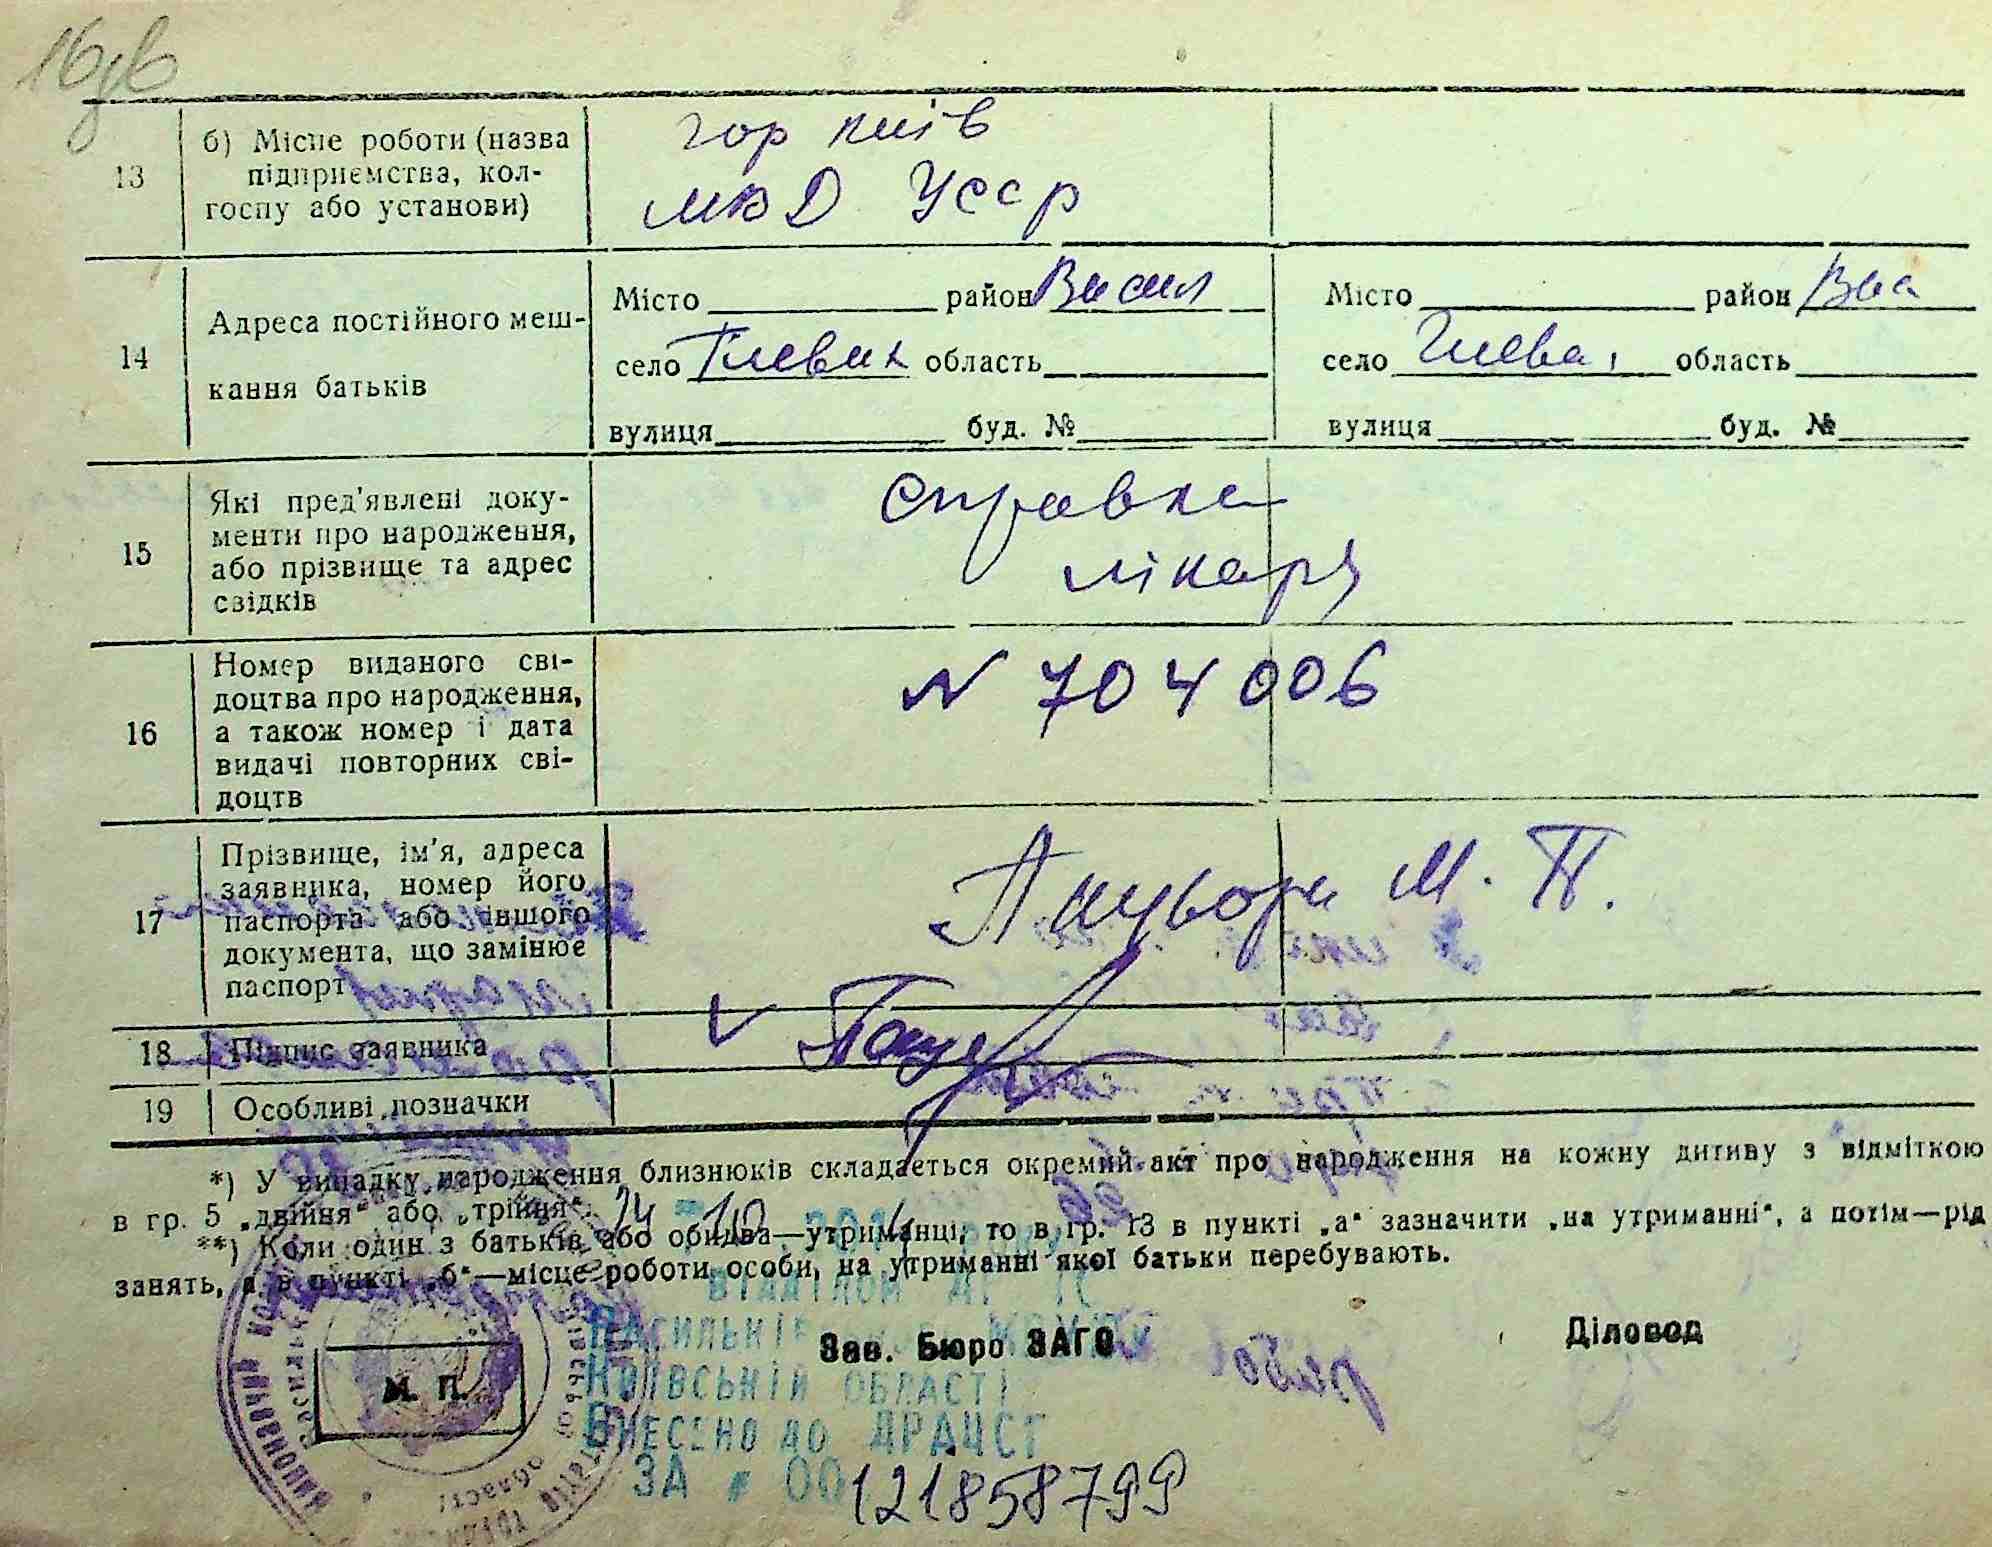 16
13
б) Місце роботи (назва
підприємства, кол-
госпу або установи)
гор київ
МВД УССР
14
Адреса постійного меш-
кання батьків
Місто район Васил
село область
вулиця буд. №
Місто район Вас
село область
вулиця буд. №
15
Які пред'явлені доку-
менти про народження,
або прізвище та адрес
свідків
справка
лікаря
16
Номер виданого сві-
доцтва про народження,
а також номер і дата
видачі повторних сві-
доцтв
N 704006
17
Прізвище, ім'я, адреса
заявника, номер його
паспорта або іншого
документа, що замінює
паспорт
М. П.
18
Підпис заявника
19
Особливі позначки
*) У випадку народження близнюків складається окремий акт про народження на кожну дитину з відміткою
в гр. 5 „двійня“ або „трійня“.
**) Коли один з батьків або обидва—утриманці, то в гр. 13 в пункті „а“ зазначити „на утриманні“, а потім—рід
занять, а в пункті „б“—місце роботи особи, на утриманні якої батьки перебувають.
М. П.
Зав. Бюро ЗАГС
Діловод
КИЇВСЬКІЙ ОБЛАСТІ
ВНЕСЕНО ДО ДРАЦСГ
ЗА № 00121858799